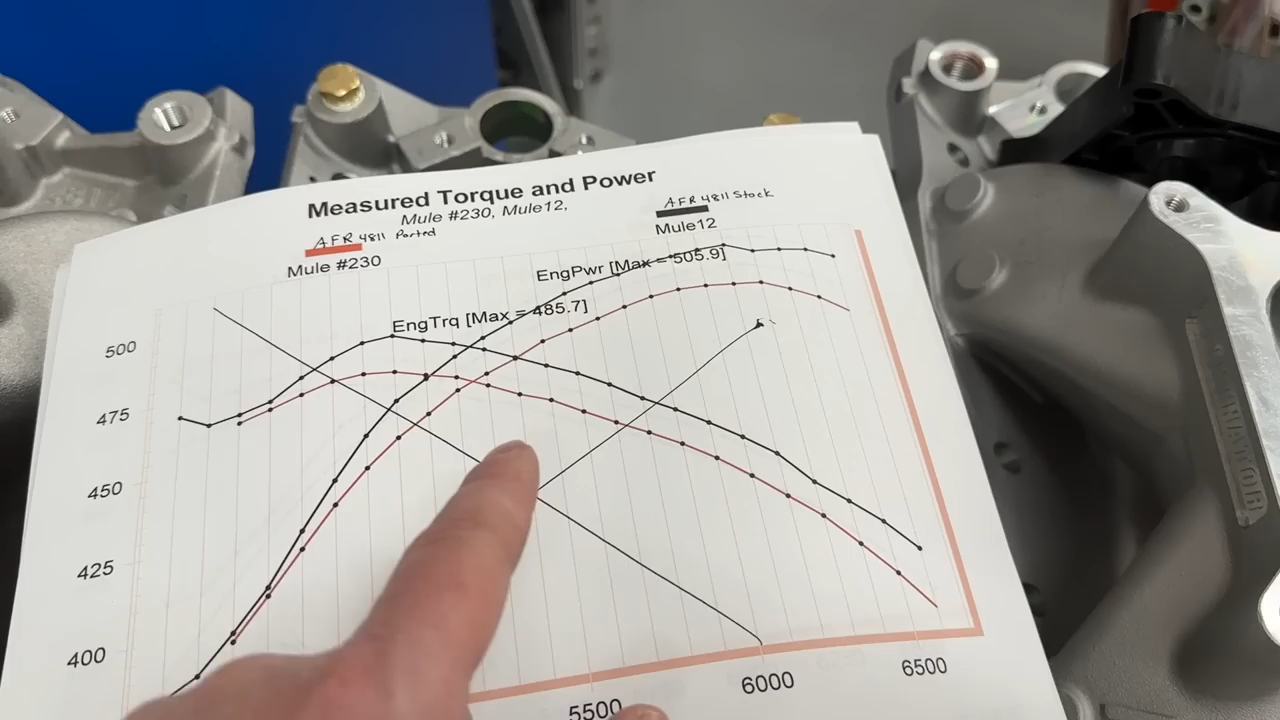 Measured Torque and Power
Mule #230, Mule12,
AFR 4811 Ported
AFR 4811 Stock
Mule #230
Mule12
EngPwr [Max = 505.9]
EngTrq [Max = 485.7]
500
475
450
425
400
5500
6000
6500